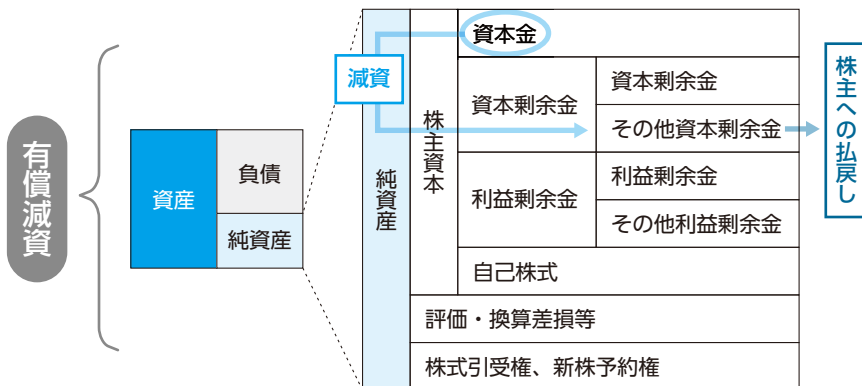 有償減資
資産
負債
純資産
減資
純資産
株主資本
資本金
資本剰余金
資本剰余金
その他資本剰余金
利益剰余金
利益剰余金
その他利益剰余金
自己株式
評価・換算差損等
株式引受権、新株予約権
株主への払戻し